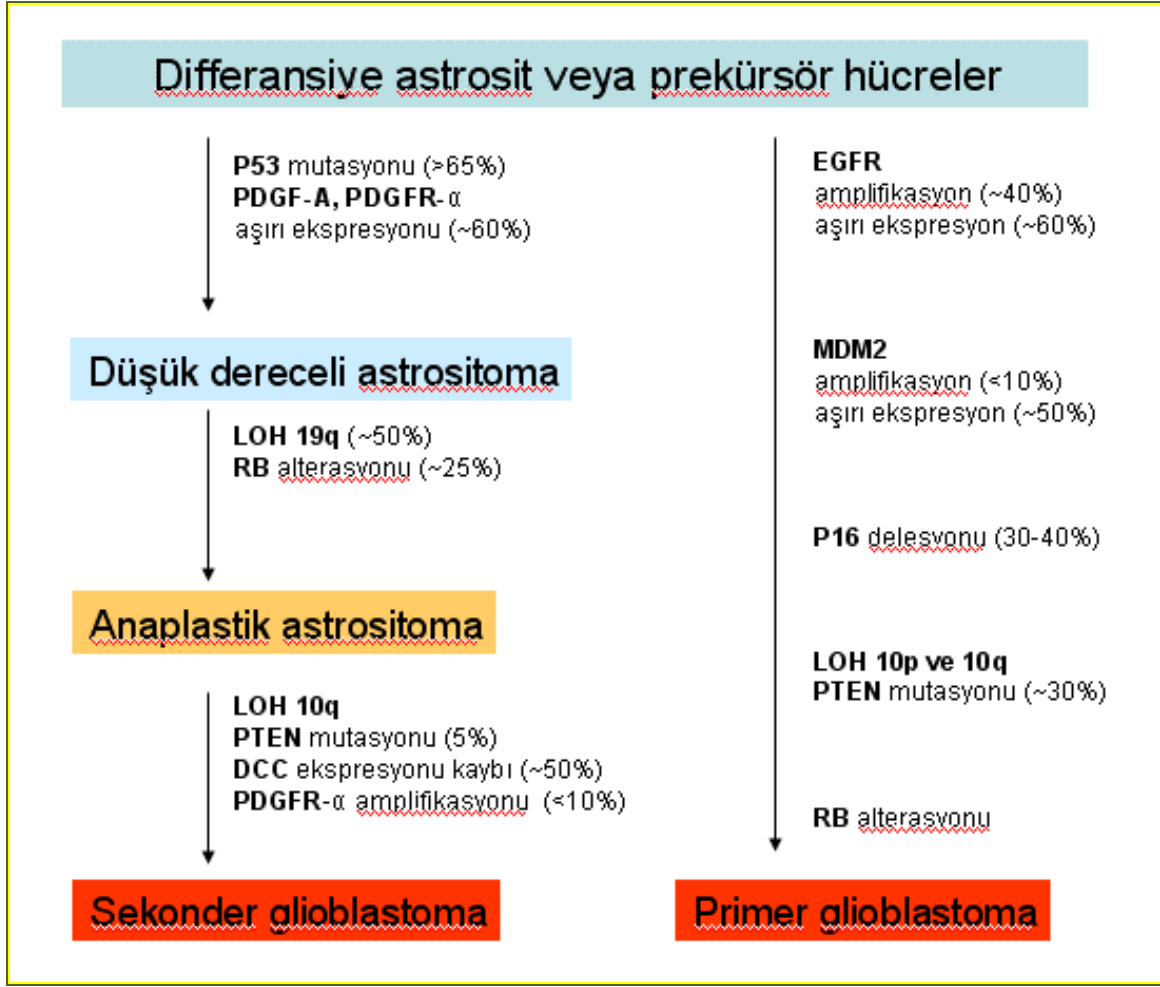 Differansiye astrosit veya prekürsör hücreler
P53 mutasyonu (>65%)
PDGF-A, PDGFR-α
aşırı ekspresyonu (~60%)
Düşük dereceli astrositoma
LOH 19q (~50%)
RB alterasyonu (~25%)
Anaplastik astrositoma
LOH 10q
PTEN mutasyonu (5%)
DCC ekspresyonu kaybı (~50%)
PDGFR-α amplifikasyonu (<10%)
Sekonder glioblastoma
EGFR
amplifikasyon (~40%)
aşırı ekspresyon (~60%)
MDM2
amplifikasyon (<10%)
aşırı ekspresyon (~50%)
P16 delesyonu (30-40%)
LOH 10p ve 10q
PTEN mutasyonu (~30%)
RB alterasyonu
Primer glioblastoma